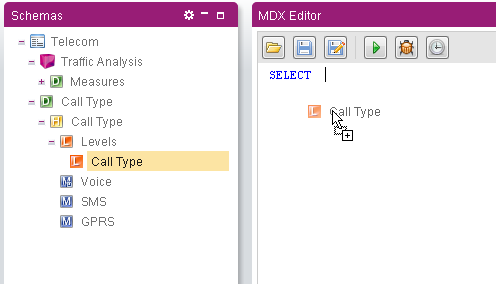 Schemas
Telecom
Traffic Analysis
Measures
Call Type
Call Type
Levels
Call Type
Voice
SMS
GPRS
MDX Editor
SELECT
Call Type